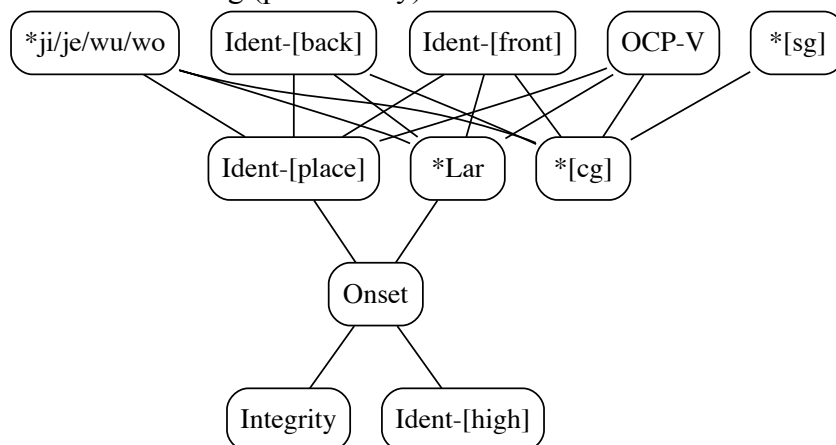 *ji/je/wu/wo Ident-[back] Ident-[front] OCP-V *[sg]
Ident-[place] *Lar *[cg]
Onset
Integrity Ident-[high]